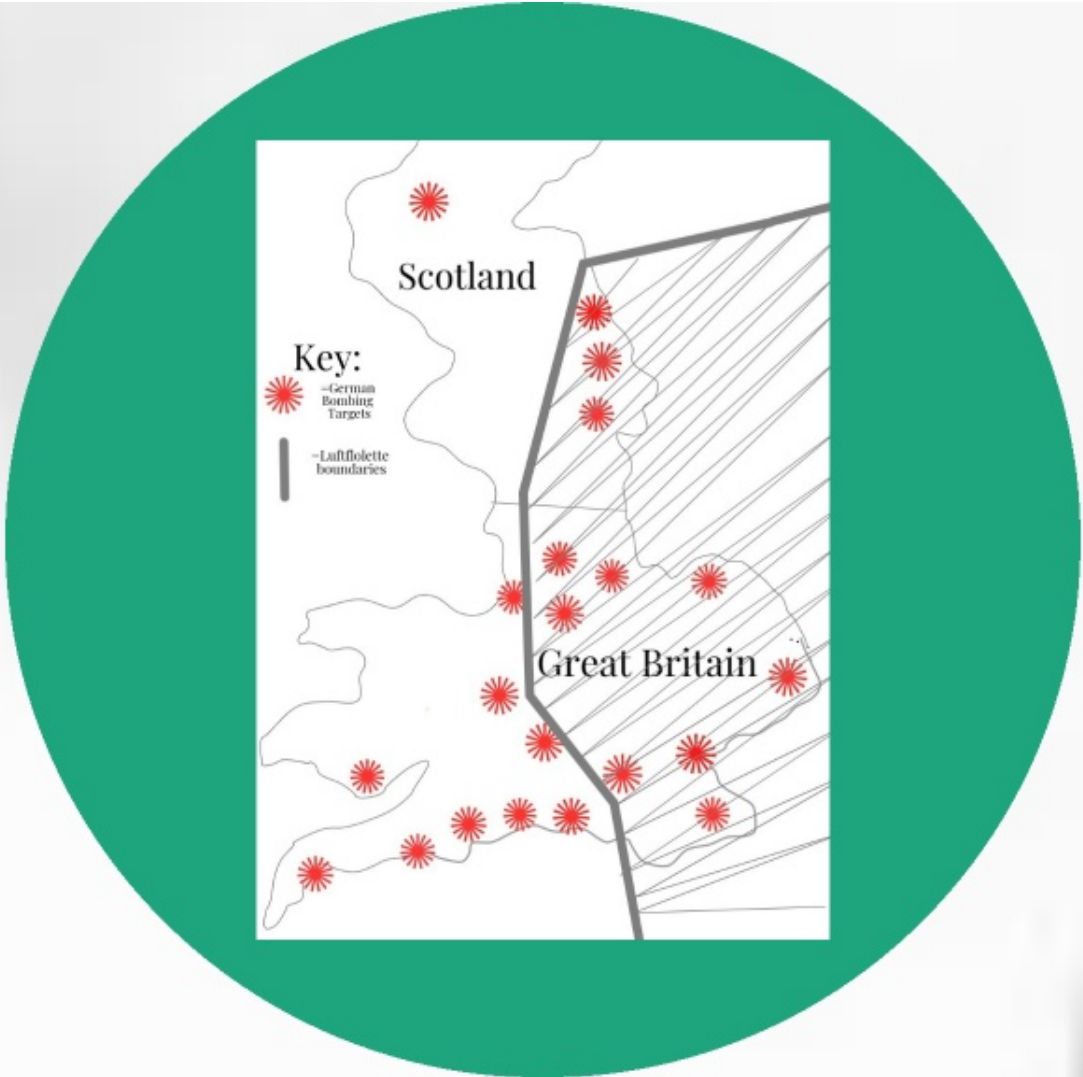 Scotland
Key:
-German
Bombing
Targets
-Luftflolette
boundaries
Great Britain